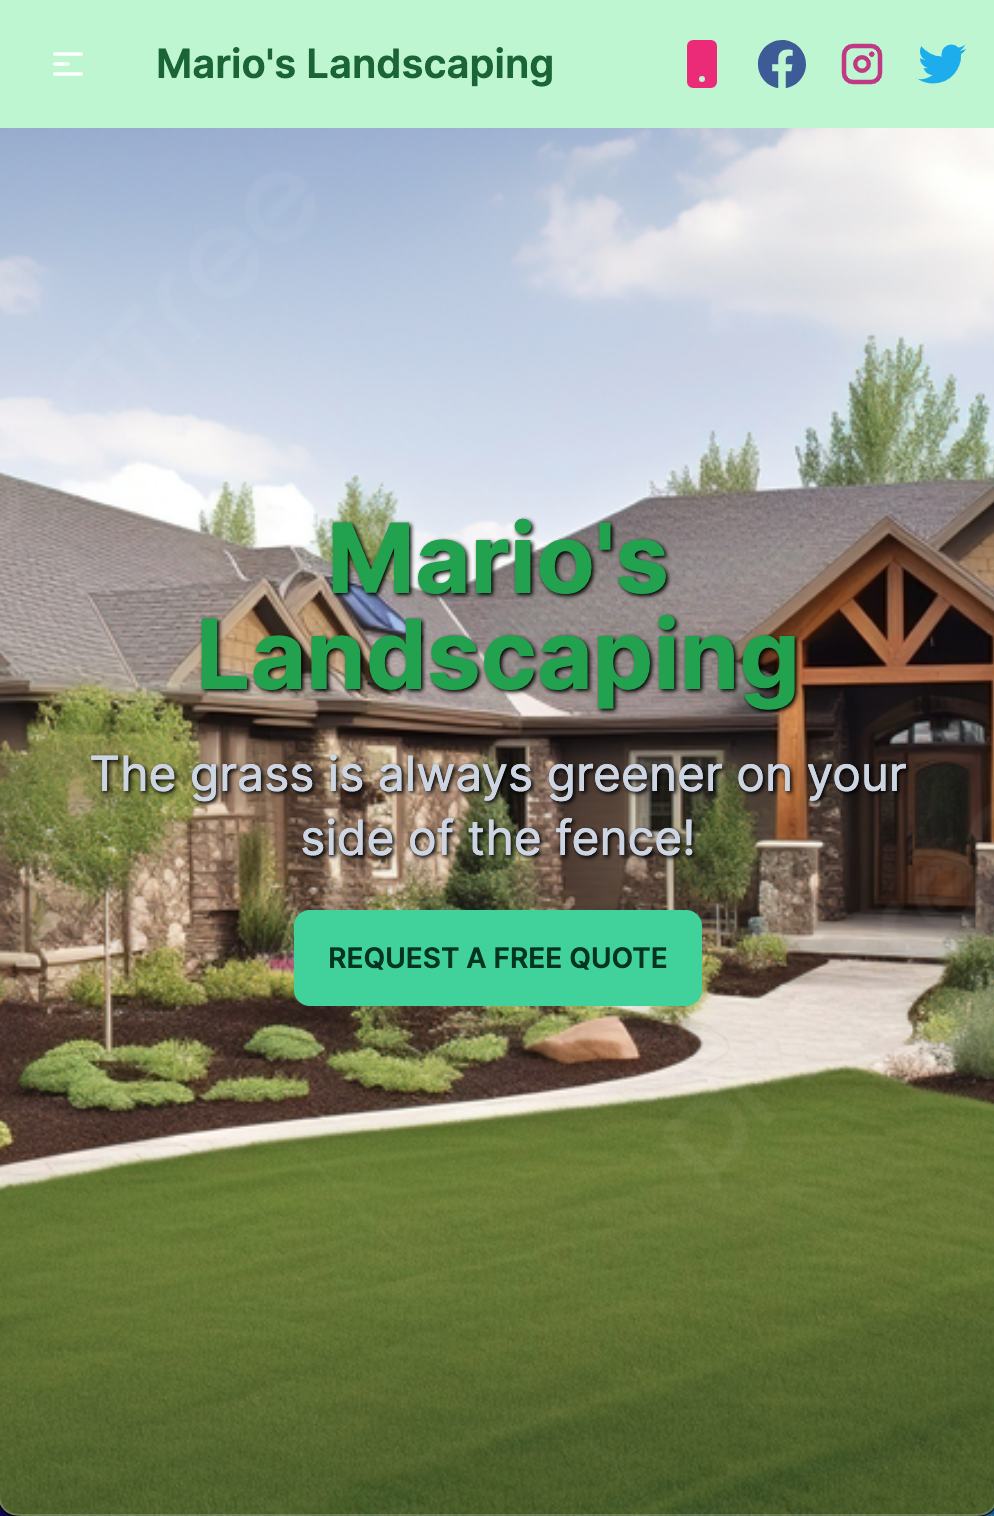 Mario's Landscaping
Mario's
Landscaping
The grass is always greener on your
side of the fence!
REQUEST A FREE QUOTE